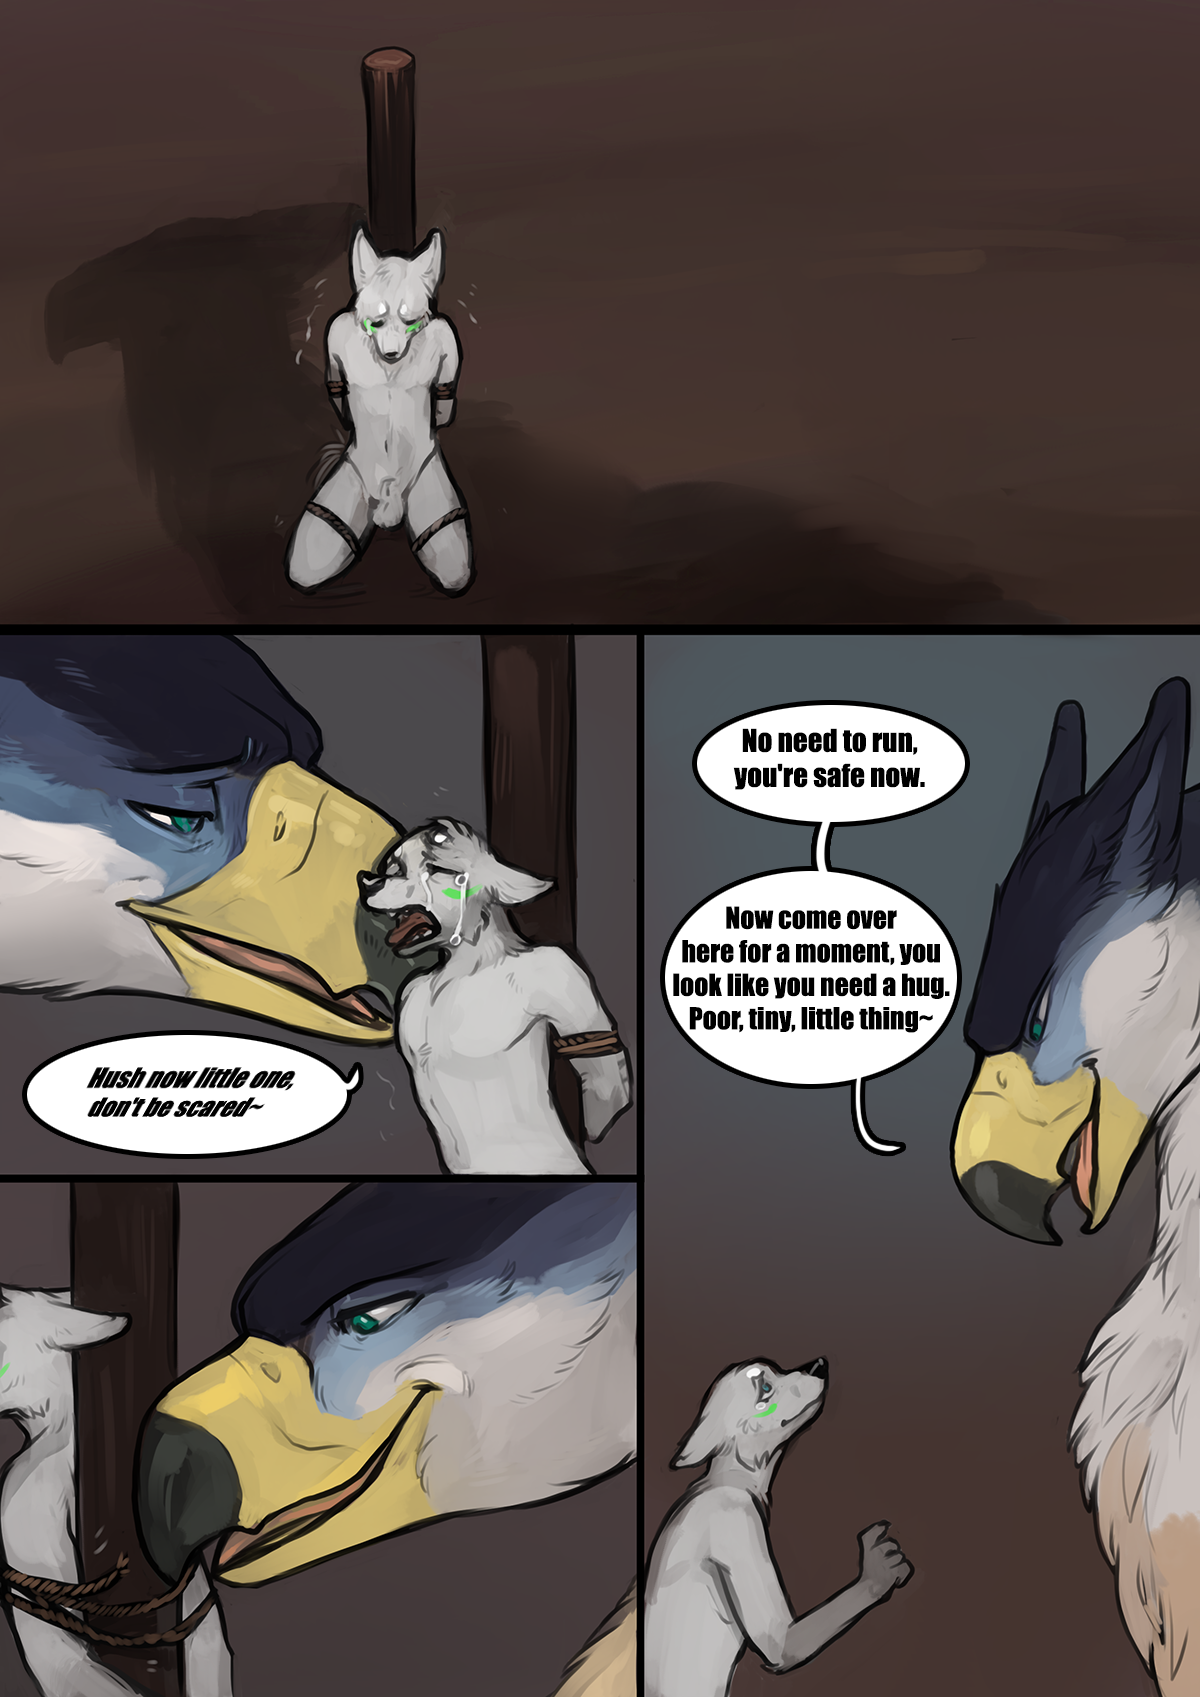 Hush now little one,
don't be scared~
No need to run,
you're safe now.
Now come over
here for a moment, you
look like you need a hug.
Poor, tiny, little thing~